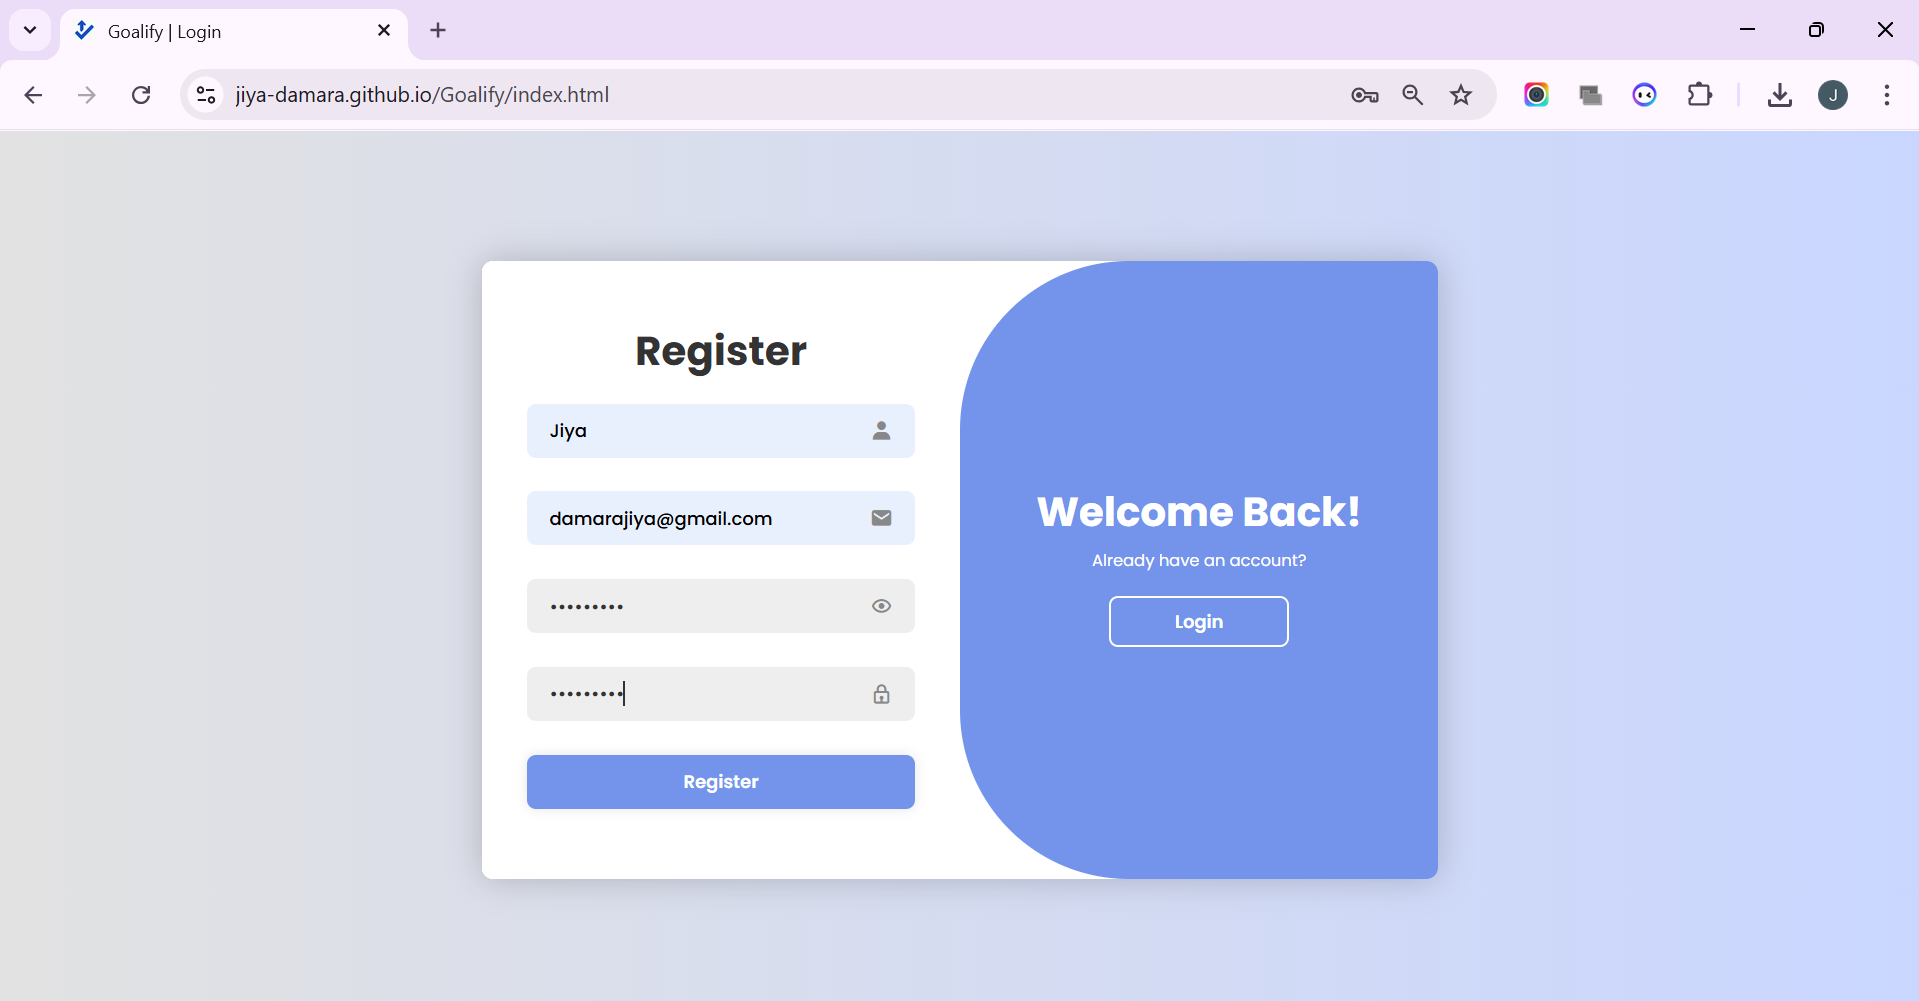 Goalify | Login
jiya-damara.github.io/Goalify/index.html
J
Register
Jiya
damarajiya@gmail.com
•••••••••
•••••••••
Register
Welcome Back!
Already have an account?
Login